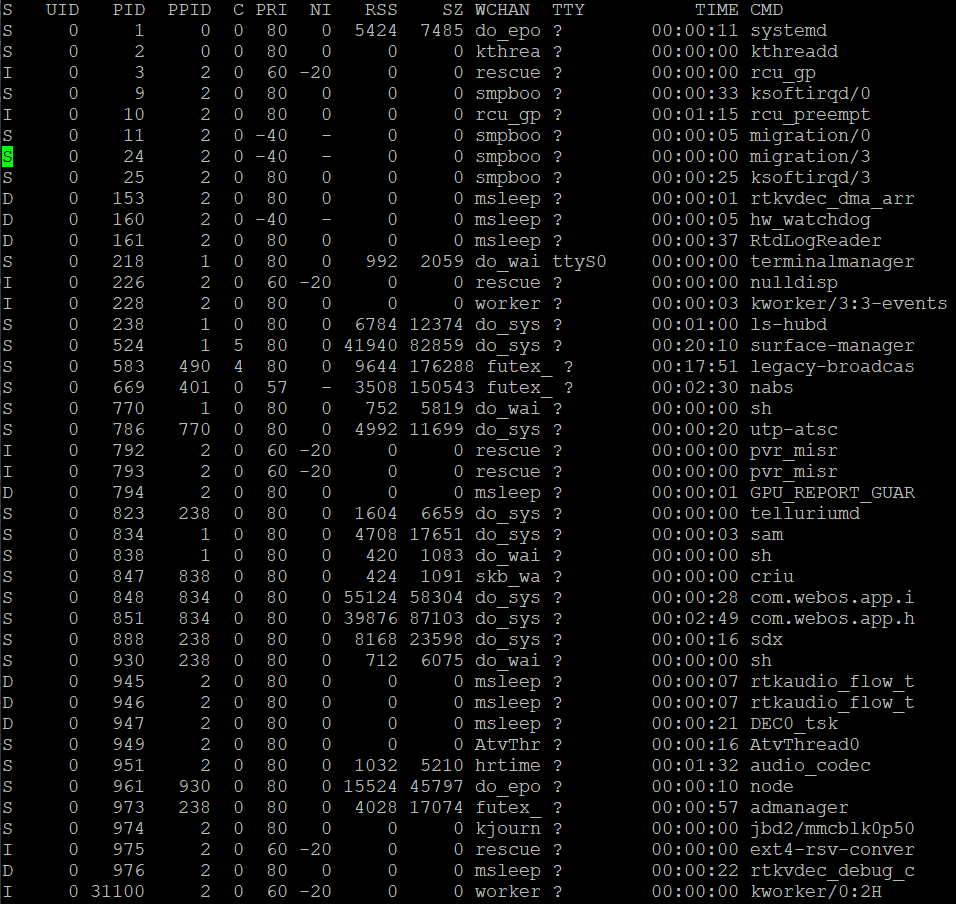 S   UID   PID  PPID  C PRI  NI   RSS    SZ WCHAN  TTY          TIME CMD
S     0     1     0  0  80   0  5424  7485 do_epo ?        00:00:11 systemd
S     0     2     0  0  80   0     0     0 kthrea ?        00:00:00 kthreadd
I     0     3     2  0  60 -20     0     0 rescue ?        00:00:00 rcu_gp
S     0     9     2  0  80   0     0     0 smpboo ?        00:00:33 ksoftirqd/0
I     0    10     2  0  80   0     0     0 rcu_gp ?        00:01:15 rcu_preempt
S     0    11     2  0 -40   -     0     0 smpboo ?        00:00:05 migration/0
S     0    24     2  0 -40   -     0     0 smpboo ?        00:00:00 migration/3
S     0    25     2  0  80   0     0     0 smpboo ?        00:00:25 ksoftirqd/3
D     0   153     2  0  80   0     0     0 msleep ?        00:00:01 rtkvdec_dma_arr
D     0   160     2  0 -40   -     0     0 msleep ?        00:00:05 hw_watchdog
D     0   161     2  0  80   0     0     0 msleep ?        00:00:37 RtdLogReader
S     0   218     1  0  80   0   992  2059 do_wai ttyS0    00:00:00 terminalmanager
I     0   226     2  0  60 -20     0     0 rescue ?        00:00:00 nulldisp
I     0   228     2  0  80   0     0     0 worker ?        00:00:03 kworker/3:3-events
S     0   238     1  0  80   0  6784 12374 do_sys ?        00:01:00 ls-hubd
S     0   524     1  5  80   0 41940 82859 do_sys ?        00:20:10 surface-manager
S     0   583   490  4  80   0  9644 176288 futex_ ?       00:17:51 legacy-broadcas
S     0   669   401  0  57   -  3508 150543 futex_ ?       00:02:30 nabs
S     0   770     1  0  80   0   752  5819 do_wai ?        00:00:00 sh
S     0   786   770  0  80   0  4992 11699 do_sys ?        00:00:20 utp-atsc
I     0   792     2  0  60 -20     0     0 rescue ?        00:00:00 pvr_misr
I     0   793     2  0  60 -20     0     0 rescue ?        00:00:00 pvr_misr
D     0   794     2  0  80   0     0     0 msleep ?        00:00:01 GPU_REPORT_GUAR
S     0   823   238  0  80   0  1604  6659 do_sys ?        00:00:00 telluriumd
S     0   834     1  0  80   0  4708 17651 do_sys ?        00:00:03 sam
S     0   838     1  0  80   0   420  1083 do_wai ?        00:00:00 sh
S     0   847   838  0  80   0   424  1091 skb_wa ?        00:00:00 criu
S     0   848   834  0  80   0 55124 58304 do_sys ?        00:00:28 com.webos.app.i
S     0   851   834  0  80   0 39876 87103 do_sys ?        00:02:49 com.webos.app.h
S     0   888   238  0  80   0  8168 23598 do_sys ?        00:00:16 sdx
S     0   930   238  0  80   0   712  6075 do_wai ?        00:00:00 sh
D     0   945     2  0  80   0     0     0 msleep ?        00:00:07 rtkaudio_flow_t
D     0   946     2  0  80   0     0     0 msleep ?        00:00:07 rtkaudio_flow_t
D     0   947     2  0  80   0     0     0 msleep ?        00:00:21 DEC0_tsk
S     0   949     2  0  80   0     0     0 AtvThr ?        00:00:16 AtvThread0
S     0   951     2  0  80   0  1032  5210 hrtime ?        00:01:32 audio_codec
S     0   961   930  0  80   0 15524 45797 do_epo ?        00:00:10 node
S     0   973   238  0  80   0  4028 17074 futex_ ?        00:00:57 admanager
S     0   974     2  0  80   0     0     0 kjourn ?        00:00:00 jbd2/mmcblk0p50
I     0   975     2  0  60 -20     0     0 rescue ?        00:00:00 ext4-rsv-conver
D     0   976     2  0  80   0     0     0 msleep ?        00:00:22 rtkvdec_debug_c
I     0 31100     2  0  60 -20     0     0 worker ?        00:00:00 kworker/0:2H